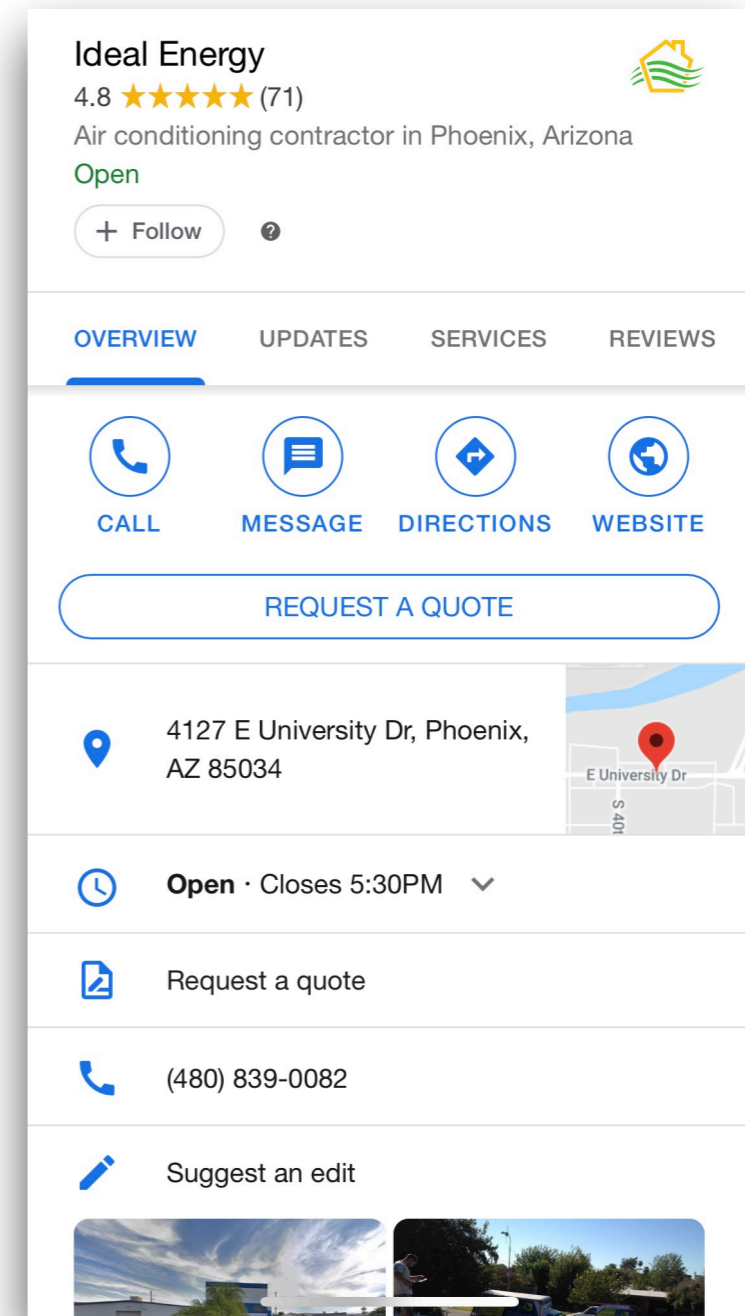 Ideal Energy
4.8 ★★★★★ (71)
Air conditioning contractor in Phoenix, Arizona
Open
+ Follow
OVERVIEW UPDATES SERVICES REVIEWS
CALL MESSAGE DIRECTIONS WEBSITE
REQUEST A QUOTE
4127 E University Dr, Phoenix,
AZ 85034
E University Dr
S 40t
Open · Closes 5:30PM
Request a quote
(480) 839-0082
Suggest an edit